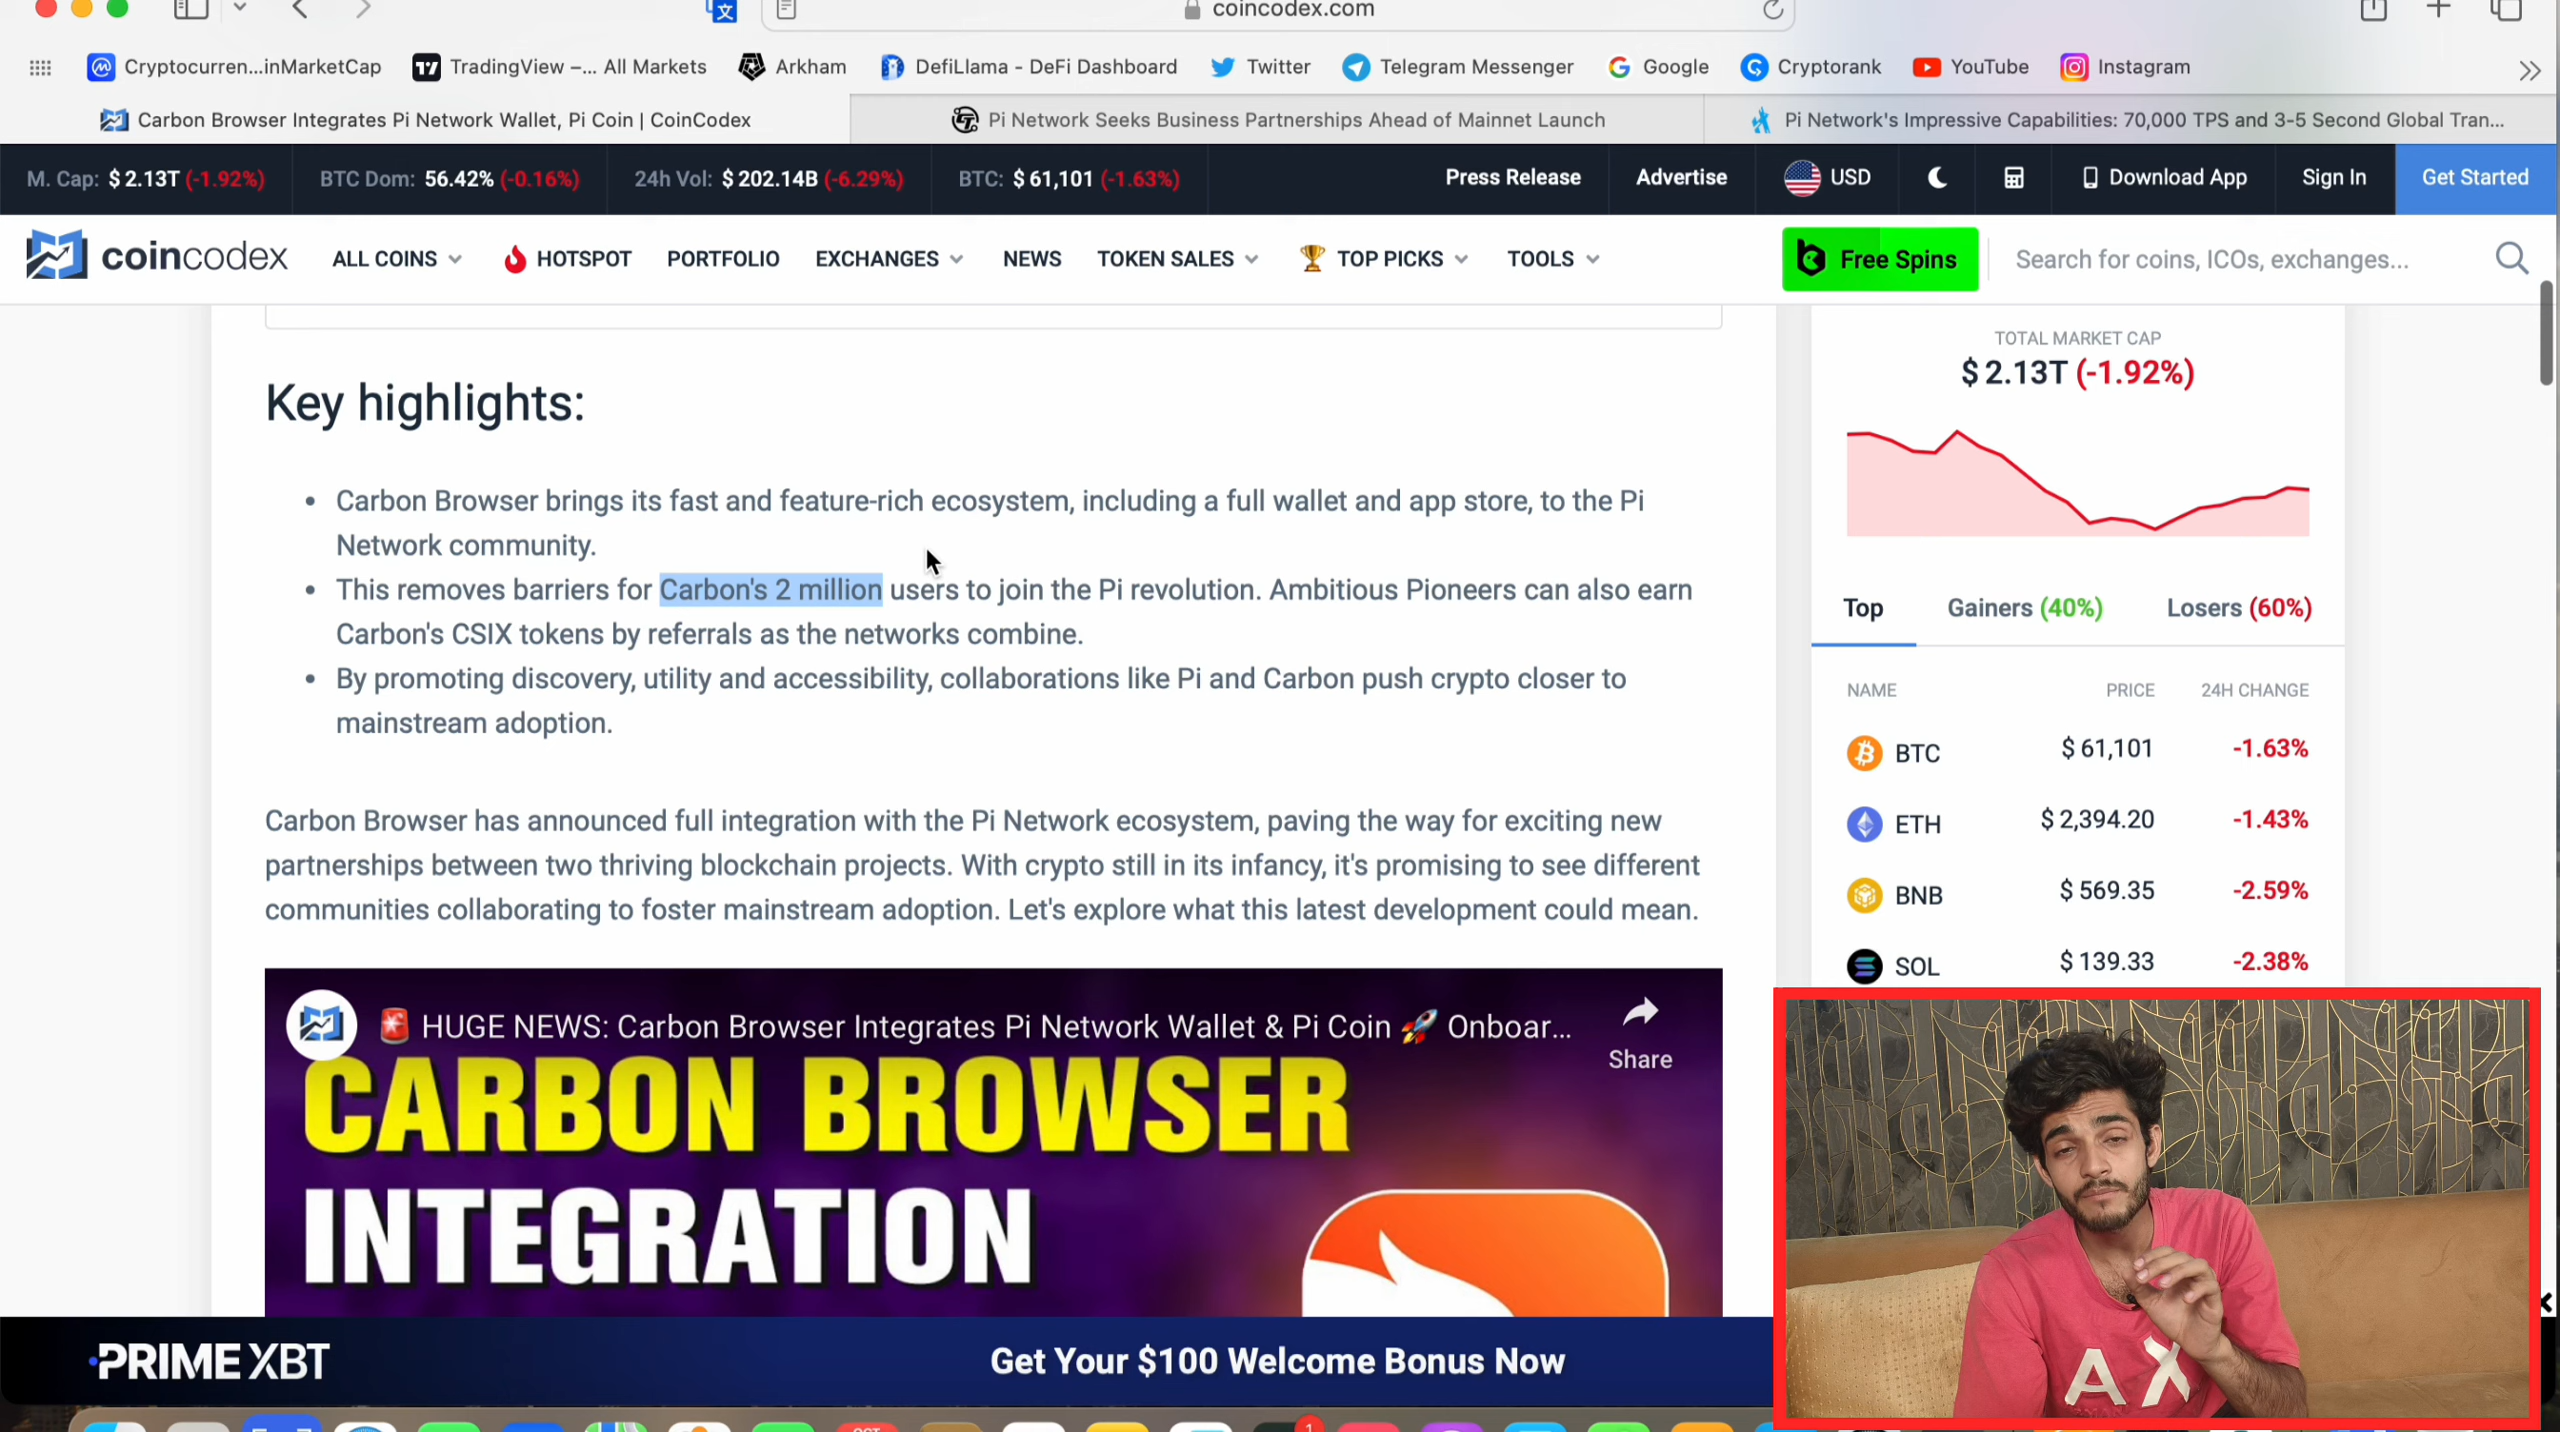 coincodex.com
Cryptocurren...inMarketCap
TradingView –... All Markets
Arkham
DefiLlama - DeFi Dashboard
Twitter
Telegram Messenger
Google
Cryptorank
YouTube
Instagram
Carbon Browser Integrates Pi Network Wallet, Pi Coin | CoinCodex
Pi Network Seeks Business Partnerships Ahead of Mainnet Launch
Pi Network's Impressive Capabilities: 70,000 TPS and 3-5 Second Global Tran...
M. Cap: $ 2.13T (-1.92%)
BTC Dom: 56.42% (-0.16%)
24h Vol: $ 202.14B (-6.29%)
BTC: $ 61,101 (-1.63%)
Press Release
Advertise
USD
Download App
Sign In
Get Started
coincodex
ALL COINS
HOTSPOT
PORTFOLIO
EXCHANGES
NEWS
TOKEN SALES
TOP PICKS
TOOLS
Free Spins
Search for coins, ICOs, exchanges...
Key highlights:
• Carbon Browser brings its fast and feature-rich ecosystem, including a full wallet and app store, to the Pi
Network community.
• This removes barriers for Carbon's 2 million users to join the Pi revolution. Ambitious Pioneers can also earn
Carbon's CSIX tokens by referrals as the networks combine.
• By promoting discovery, utility and accessibility, collaborations like Pi and Carbon push crypto closer to
mainstream adoption.
Carbon Browser has announced full integration with the Pi Network ecosystem, paving the way for exciting new
partnerships between two thriving blockchain projects. With crypto still in its infancy, it's promising to see different
communities collaborating to foster mainstream adoption. Let's explore what this latest development could mean.
HUGE NEWS: Carbon Browser Integrates Pi Network Wallet & Pi Coin 🚀 Onboar...
Share
CARBON BROWSER
INTEGRATION
TOTAL MARKET CAP
$ 2.13T (-1.92%)
Top
Gainers (40%)
Losers (60%)
NAME PRICE 24H CHANGE
BTC $ 61,101 -1.63%
ETH $ 2,394.20 -1.43%
BNB $ 569.35 -2.59%
SOL $ 139.33 -2.38%
PRIME XBT
Get Your $100 Welcome Bonus Now
AX